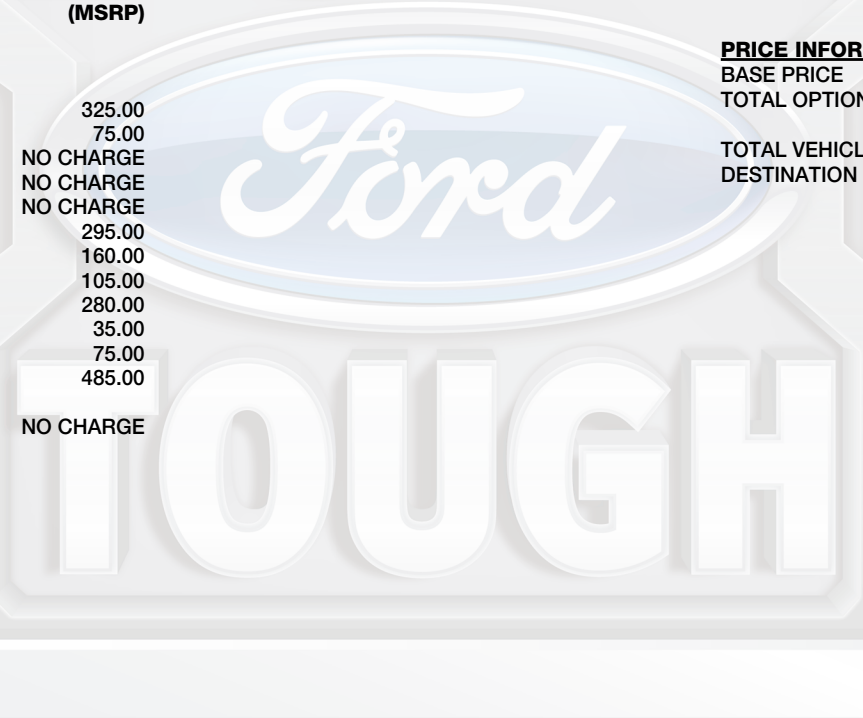 (MSRP)
325.00
75.00
NO CHARGE
NO CHARGE
NO CHARGE
295.00
160.00
105.00
280.00
35.00
75.00
485.00
NO CHARGE
PRICE INFOR
BASE PRICE
TOTAL OPTION
TOTAL VEHICL
DESTINATION
Ford
TOUGH